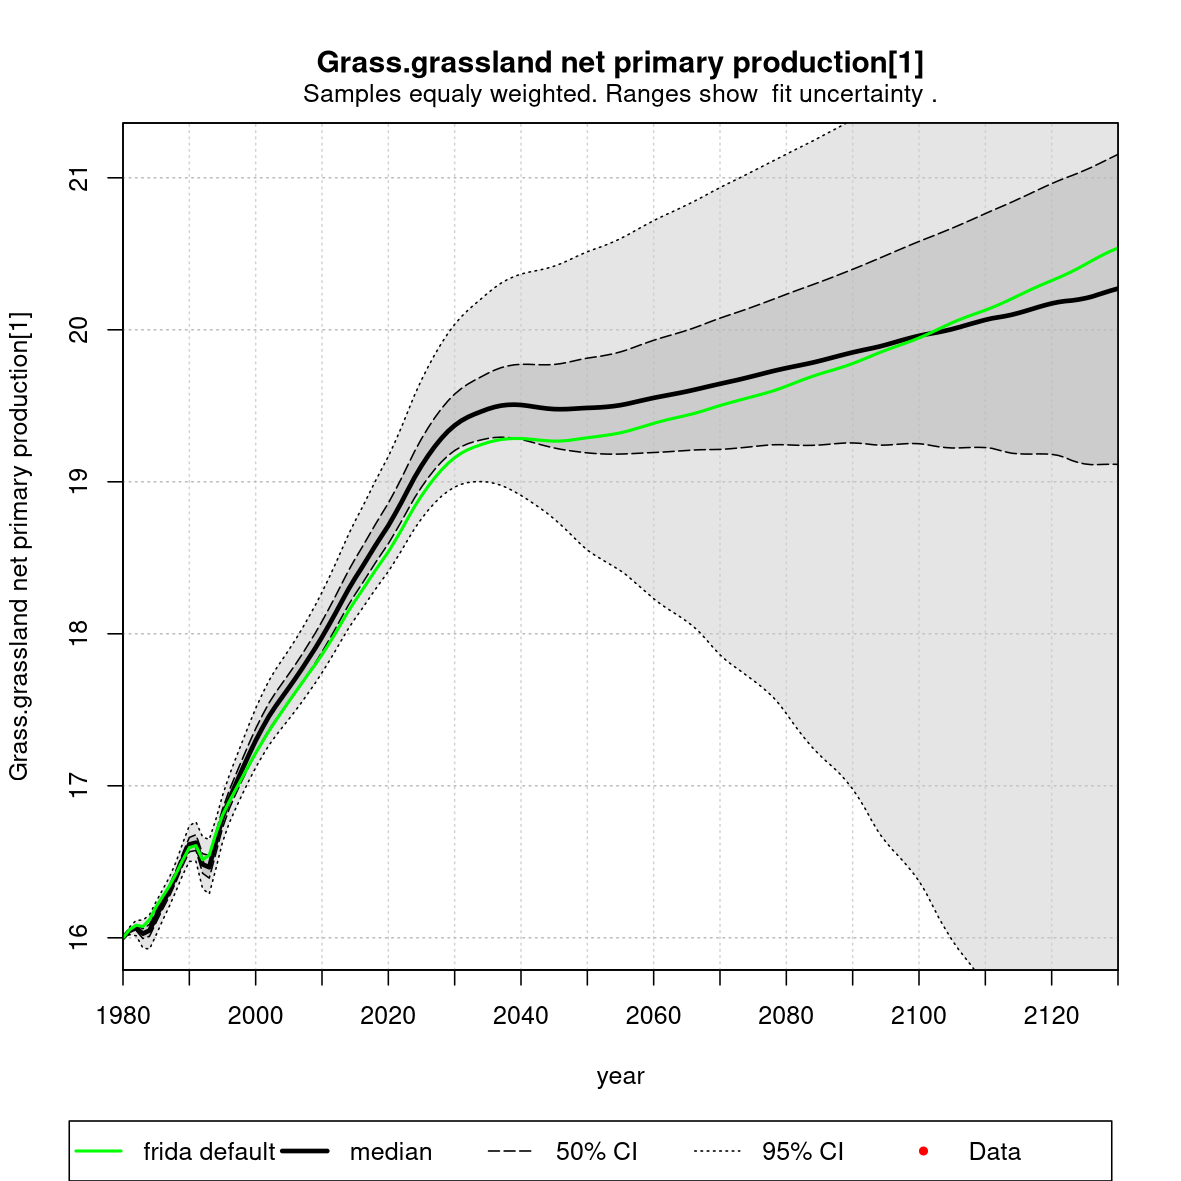 Grass.grassland net primary production[1]
Samples equaly weighted. Ranges show  fit uncertainty .
Grass.grassland net primary production[1]
21
20
19
18
17
16
1980 2000 2020 2040 2060 2080 2100 2120
year
frida default median 50% CI 95% CI Data